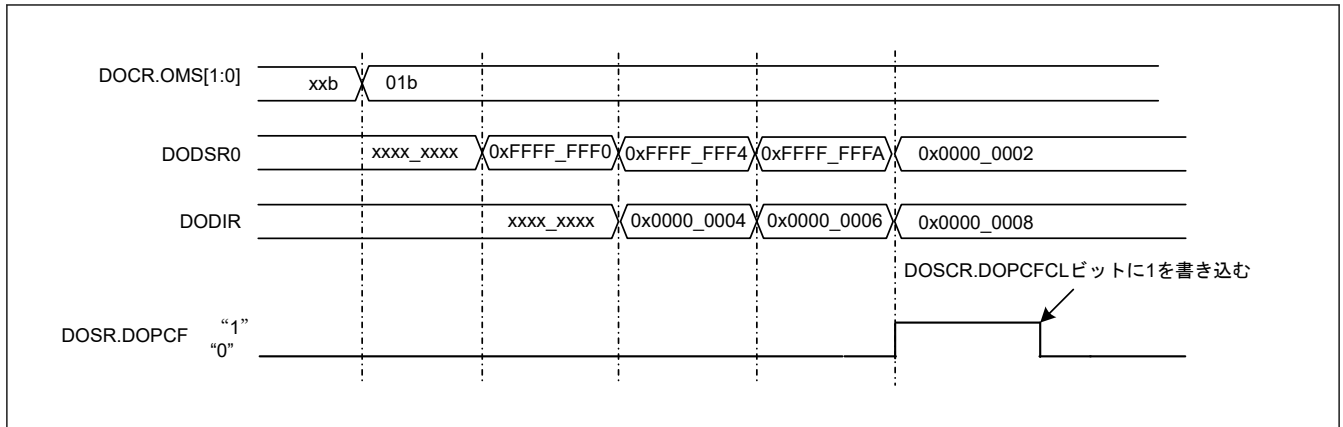 DOCR.OMS[1:0] xxb 01b
DODSR0 xxxx_xxxx 0xFFFF_FFF0 0xFFFF_FFF4 0xFFFF_FFFA 0x0000_0002
DODIR xxxx_xxxx 0x0000_0004 0x0000_0006 0x0000_0008
DOSCR.DOPCFCLビットに1を書き込む
DOSR.DOPCF “1”
“0”